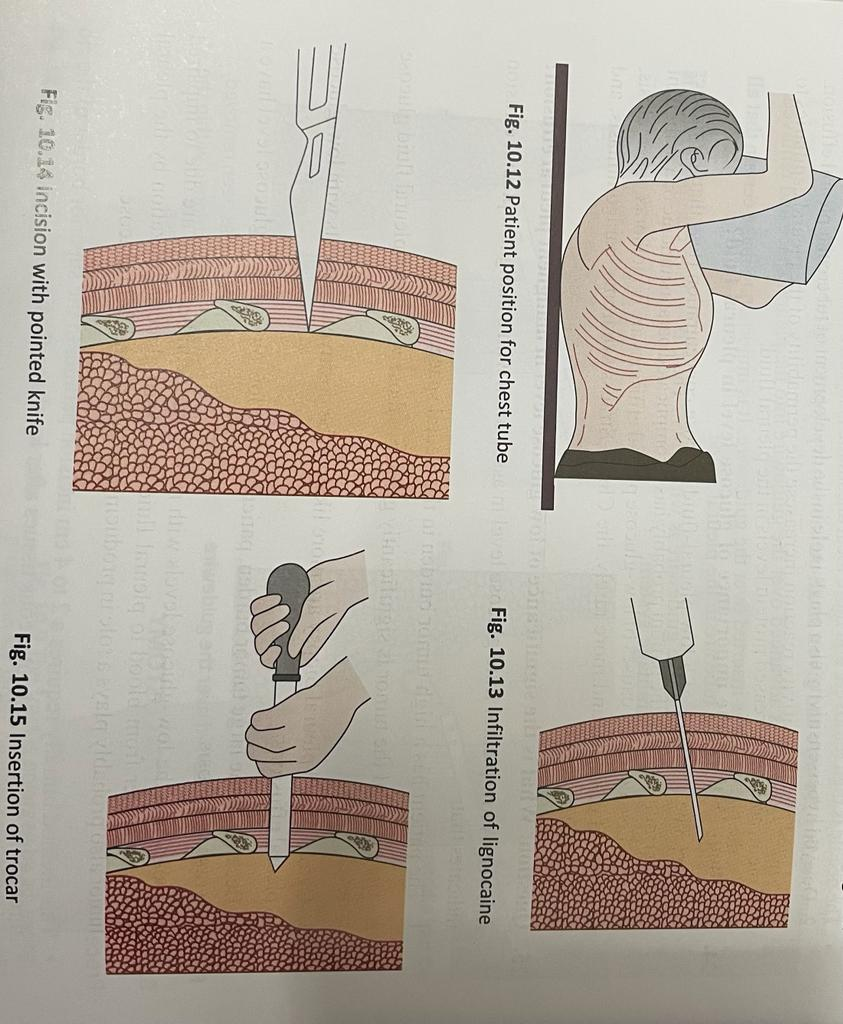 Fig. 10.12 Patient position for chest tube
Fig. 10.13 Infiltration of lignocaine
Fig. 10.14 Incision with pointed knife
Fig. 10.15 Insertion of trocar